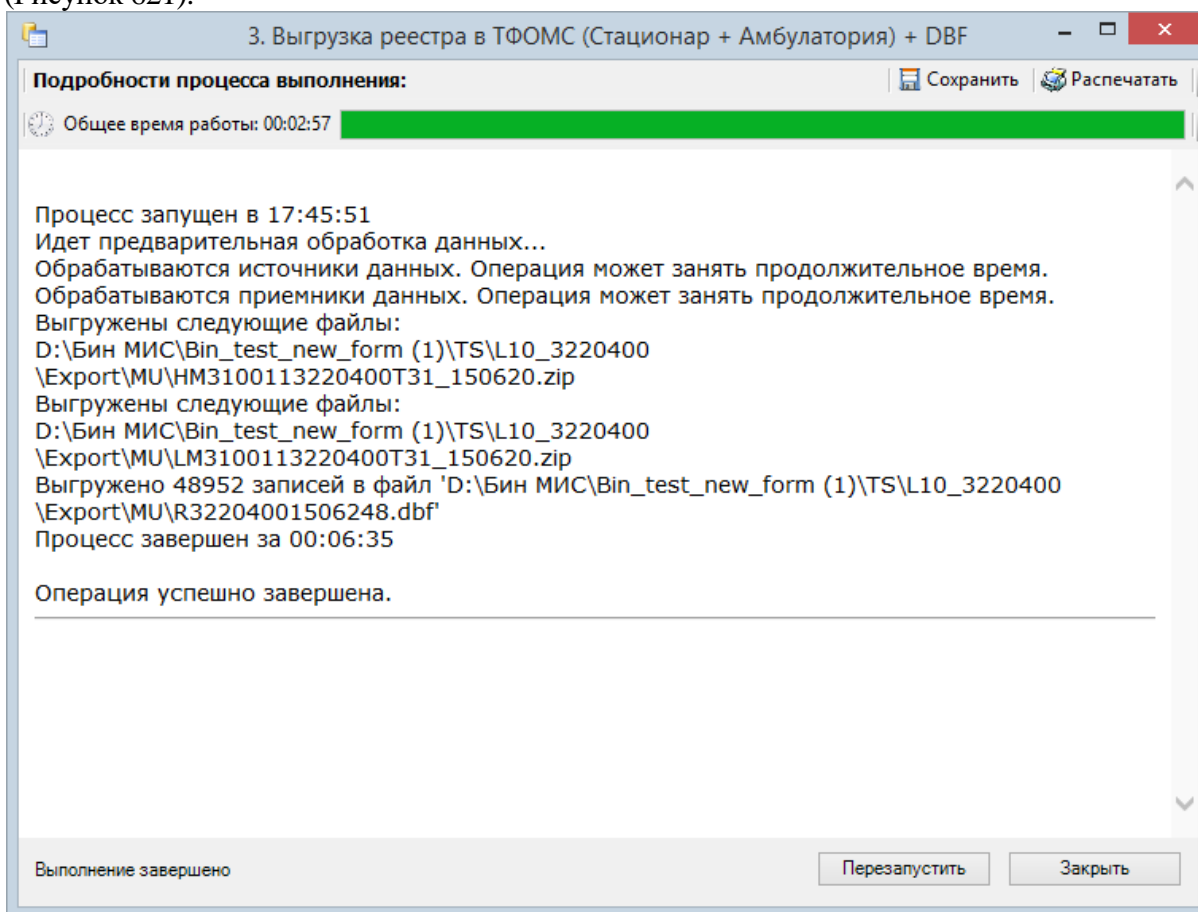 (Рисунок 821).
3. Выгрузка реестра в ТФОМС (Стационар + Амбулатория) + DBF
Подробности процесса выполнения:
Сохранить
Распечатать
Общее время работы: 00:02:57
Процесс запущен в 17:45:51
Идет предварительная обработка данных...
Обрабатываются источники данных. Операция может занять продолжительное время.
Обрабатываются приемники данных. Операция может занять продолжительное время.
Выгружены следующие файлы:
D:\Бин МИС\Bin_test_new_form (1)\TS\L10_3220400
\Export\MU\HM3100113220400T31_150620.zip
Выгружены следующие файлы:
D:\Бин МИС\Bin_test_new_form (1)\TS\L10_3220400
\Export\MU\LM3100113220400T31_150620.zip
Выгружено 48952 записей в файл 'D:\Бин МИС\Bin_test_new_form (1)\TS\L10_3220400
\Export\MU\R32204001506248.dbf'
Процесс завершен за 00:06:35
Операция успешно завершена.
Выполнение завершено
Перезапустить
Закрыть